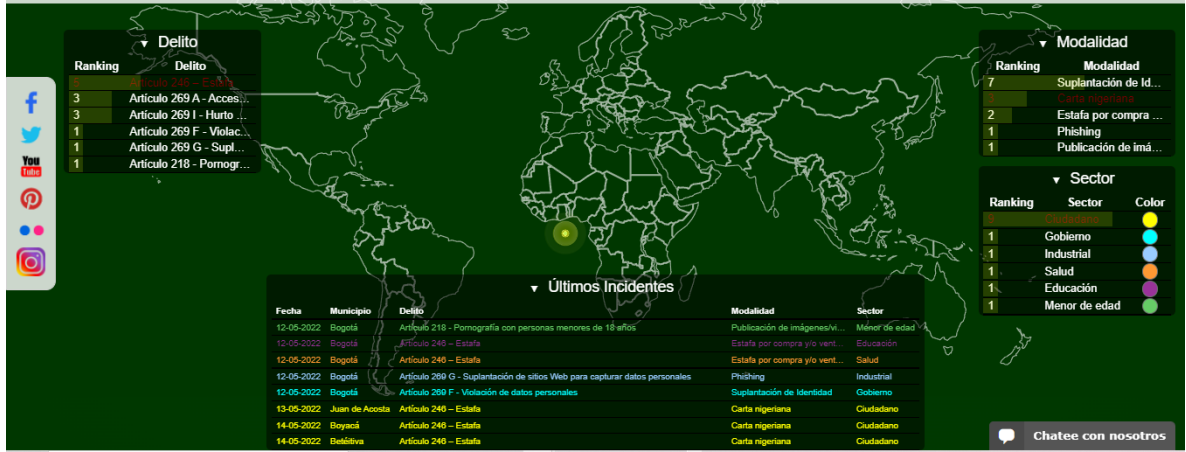 ▼ Delito
Ranking Delito
5 Artículo 246 – Estafa
3 Artículo 269 A - Acces...
3 Artículo 269 I - Hurto ...
1 Artículo 269 F - Violac...
1 Artículo 269 G - Supl...
1 Artículo 218 - Pornogr...
You
Tube
▼ Modalidad
Ranking Modalidad
7 Suplantación de Id...
3 Carta nigeriana
2 Estafa por compra ...
1 Phishing
1 Publicación de imá...
▼ Sector
Ranking Sector Color
9 Ciudadano
1 Gobierno
1 Industrial
1 Salud
1 Educación
1 Menor de edad
▼ Últimos Incidentes
Fecha Municipio Delito Modalidad Sector
12-05-2022 Bogotá Artículo 218 - Pornografía con personas menores de 18 años Publicación de imágenes/vi... Menor de edad
12-05-2022 Bogotá Artículo 246 – Estafa Estafa por compra y/o vent... Educación
12-05-2022 Bogotá Artículo 246 – Estafa Estafa por compra y/o vent... Salud
12-05-2022 Bogotá Artículo 269 G - Suplantación de sitios Web para capturar datos personales Phishing Industrial
12-05-2022 Bogotá Artículo 269 F - Violación de datos personales Suplantación de Identidad Gobierno
13-05-2022 Juan de Acosta Artículo 246 – Estafa Carta nigeriana Ciudadano
14-05-2022 Boyacá Artículo 246 – Estafa Carta nigeriana Ciudadano
14-05-2022 Betéitiva Artículo 246 – Estafa Carta nigeriana Ciudadano
Chatee con nosotros